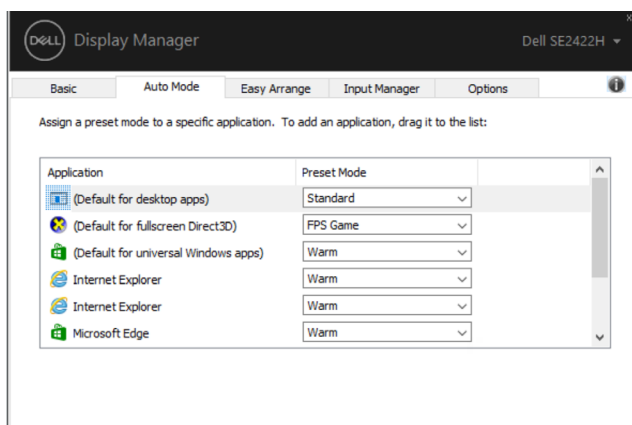 DELL Display Manager Dell SE2422H
Basic Auto Mode Easy Arrange Input Manager Options
Assign a preset mode to a specific application. To add an application, drag it to the list:
Application Preset Mode
(Default for desktop apps) Standard
(Default for fullscreen Direct3D) FPS Game
(Default for universal Windows apps) Warm
Internet Explorer Warm
Internet Explorer Warm
Microsoft Edge Warm